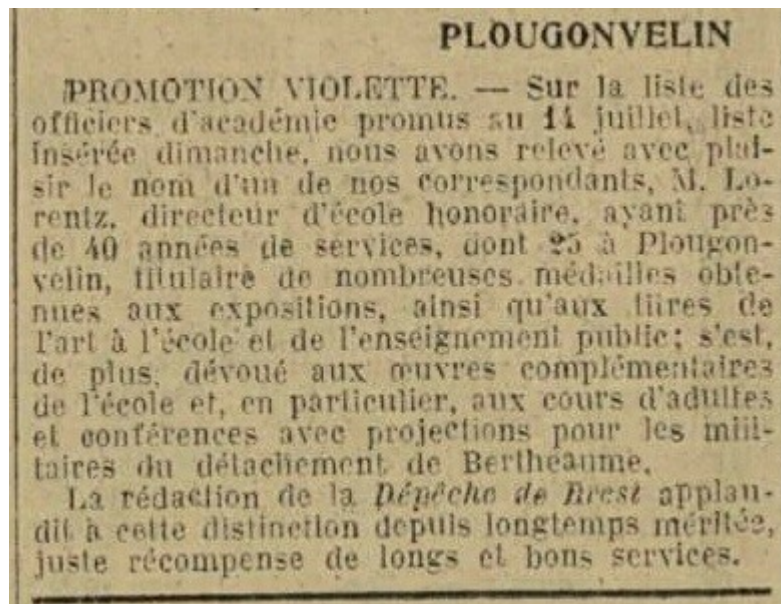 PLOUGONVELIN
PROMOTION VIOLETTE. — Sur la liste des
officiers d'académie promus au 14 juillet, liste
insérée dimanche, nous avons relevé avec plai-
sir le nom d'un de nos correspondants, M. Lo-
rentz, directeur d'école honoraire, ayant près
de 40 années de services, dont 25 à Plougon-
velin, titulaire de nombreuses médailles obte-
nues aux expositions, ainsi qu'aux titres de
l'art à l'école et de l'enseignement public; s'est,
de plus, dévoué aux œuvres complémentaires
de l'école et, en particulier, aux cours d'adultes
et conférences avec projections pour les mili-
taires du détachement de Bertheaume.
La rédaction de la Dépêche de Brest applau-
dit à cette distinction depuis longtemps méritée,
juste récompense de longs et bons services.